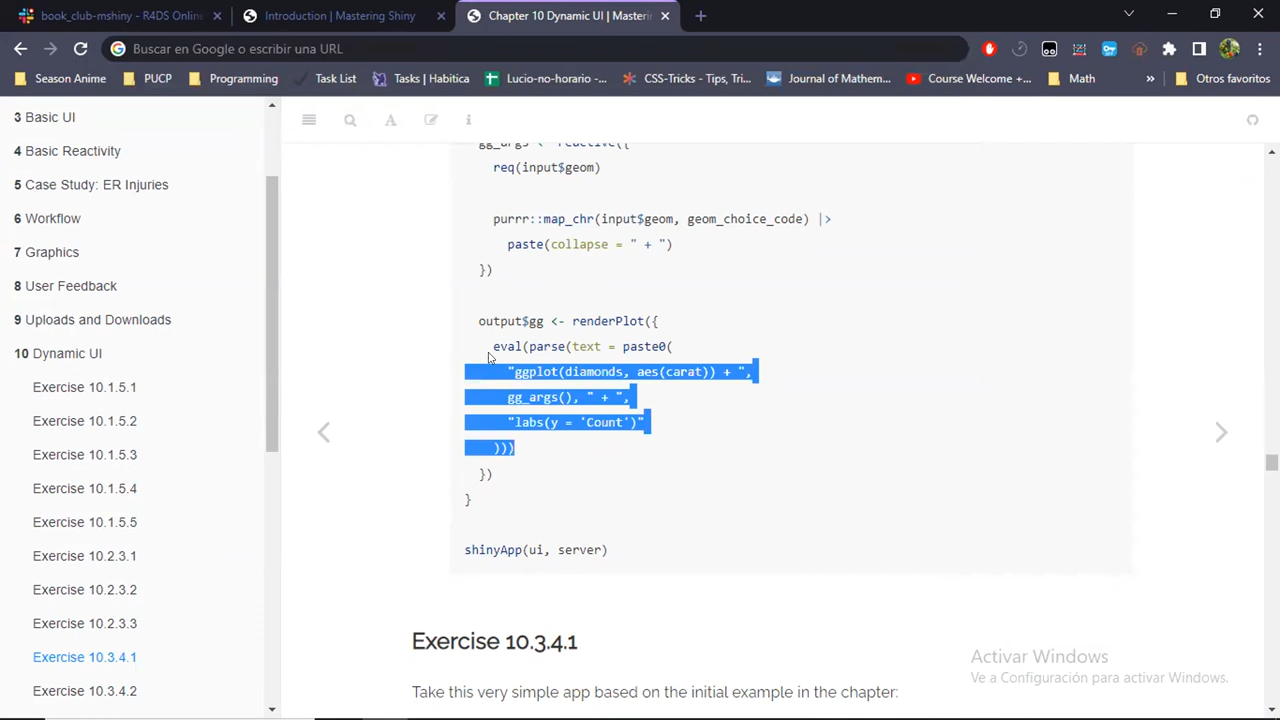 book_club-mshiny - R4DS Online
Introduction | Mastering Shiny
Chapter 10 Dynamic UI | Masterin
Buscar en Google o escribir una URL
Season Anime
PUCP
Programming
Task List
Tasks | Habitica
Lucio-no-horario -...
CSS-Tricks - Tips, Tri...
Journal of Mathem...
Course Welcome +...
Math
»
Otros favoritos
3 Basic UI
4 Basic Reactivity
5 Case Study: ER Injuries
6 Workflow
7 Graphics
8 User Feedback
9 Uploads and Downloads
10 Dynamic UI
Exercise 10.1.5.1
Exercise 10.1.5.2
Exercise 10.1.5.3
Exercise 10.1.5.4
Exercise 10.1.5.5
Exercise 10.2.3.1
Exercise 10.2.3.2
Exercise 10.2.3.3
Exercise 10.3.4.1
Exercise 10.3.4.2
gg_args <- reactive({
req(input$geom)
purrr::map_chr(input$geom, geom_choice_code) |>
paste(collapse = " + ")
})
output$gg <- renderPlot({
eval(parse(text = paste0(
"ggplot(diamonds, aes(carat)) + ",
gg_args(), " + ",
"labs(y = 'Count')"
)))
})
}
shinyApp(ui, server)
Exercise 10.3.4.1
Take this very simple app based on the initial example in the chapter:
Activar Windows
Ve a Configuración para activar Windows.